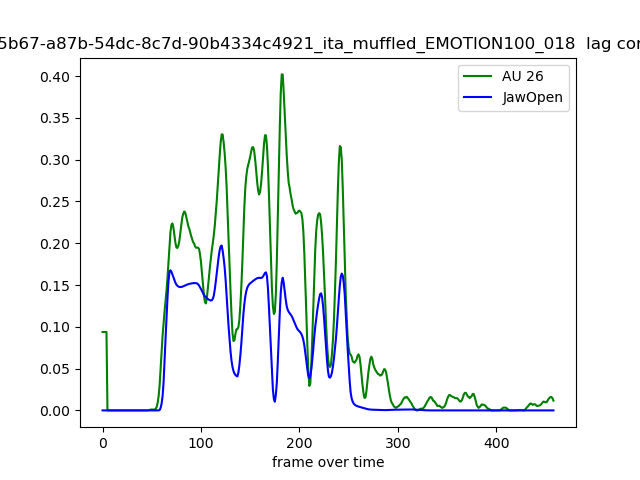 5b67-a87b-54dc-8c7d-90b4334c4921_ita_muffled_EMOTION100_018 lag cor
AU 26
JawOpen
0.40
0.35
0.30
0.25
0.20
0.15
0.10
0.05
0.00
0 100 200 300 400
frame over time